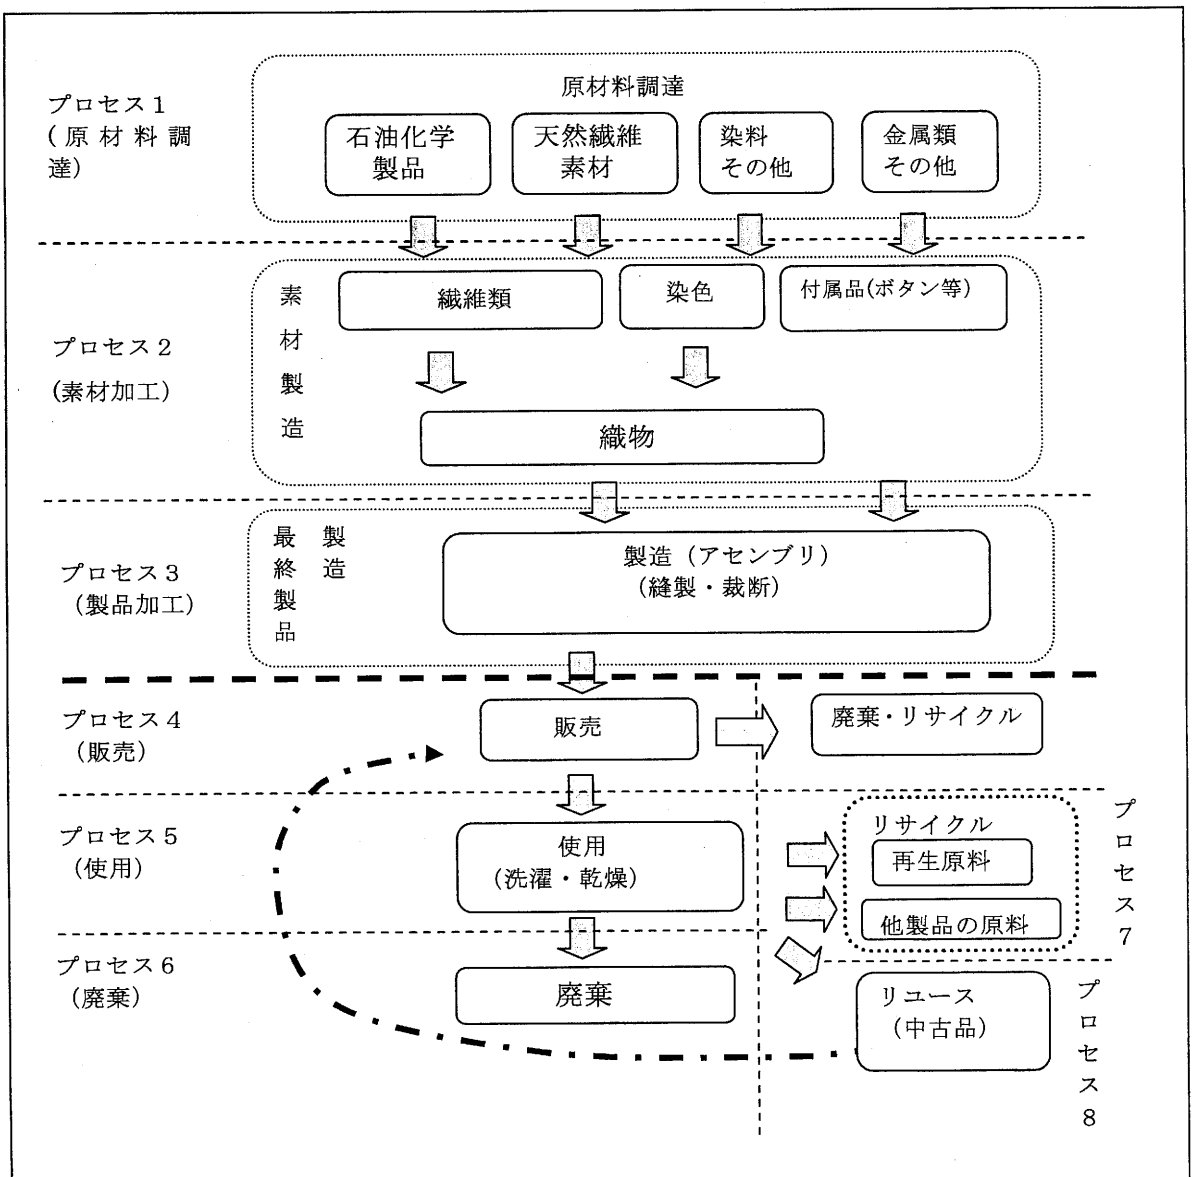 プロセス1
(原材料調
達)
原材料調達
石油化学
製品
天然繊維
素材
染料
その他
金属類
その他
プロセス2
(素材加工)
素材製造
繊維類
染色
付属品(ボタン等)
織物
プロセス3
(製品加工)
最終製品
製造
製造(アセンブリ)
(縫製・裁断)
プロセス4
(販売)
販売
廃棄・リサイクル
プロセス5
(使用)
使用
(洗濯・乾燥)
リサイクル
再生原料
他製品の原料
プロセス7
プロセス6
(廃棄)
廃棄
リユース
(中古品)
プロセス8